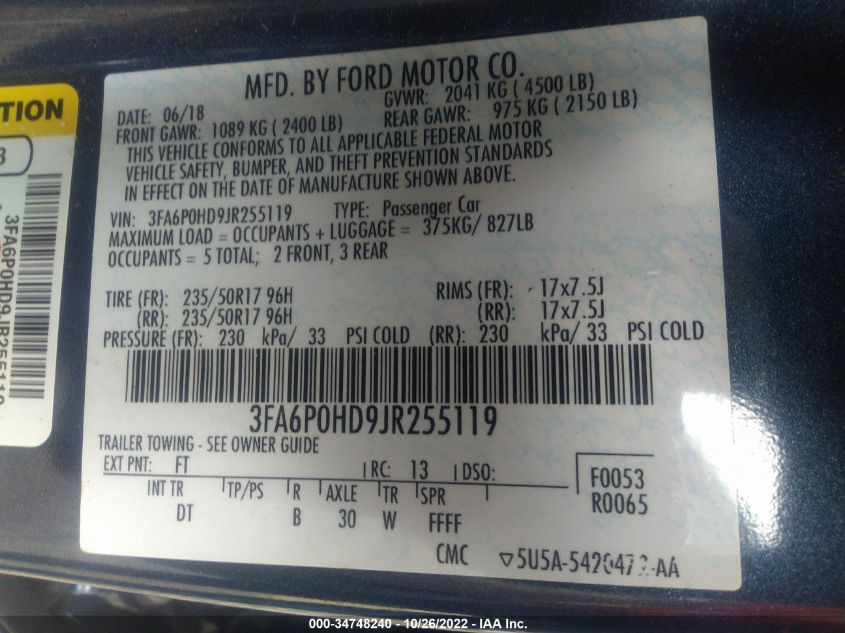 TION
3
3FA6P0HD9JR255119
MFD. BY FORD MOTOR CO.
DATE: 06/18 GVWR: 2041 KG ( 4500 LB)
FRONT GAWR: 1089 KG ( 2400 LB) REAR GAWR: 975 KG ( 2150 LB)
THIS VEHICLE CONFORMS TO ALL APPLICABLE FEDERAL MOTOR
VEHICLE SAFETY, BUMPER, AND THEFT PREVENTION STANDARDS
IN EFFECT ON THE DATE OF MANUFACTURE SHOWN ABOVE.
VIN: 3FA6P0HD9JR255119 TYPE: Passenger Car
MAXIMUM LOAD = OCCUPANTS + LUGGAGE = 375KG/ 827LB
OCCUPANTS = 5 TOTAL; 2 FRONT, 3 REAR
TIRE (FR): 235/50R17 96H RIMS (FR): 17x7.5J
(RR): 235/50R17 96H (RR): 17x7.5J
PRESSURE (FR): 230 kPa/ 33 PSI COLD (RR): 230 kPa/ 33 PSI COLD
3FA6P0HD9JR255119
TRAILER TOWING - SEE OWNER GUIDE
EXT PNT: FT RC: 13 DSO: F0053
INT TR TP/PS R AXLE TR SPR R0065
DT B 30 W FFFF
CMC ▽5U5A-5420472-AA
000-34748240 - 10/26/2022 - IAA Inc.